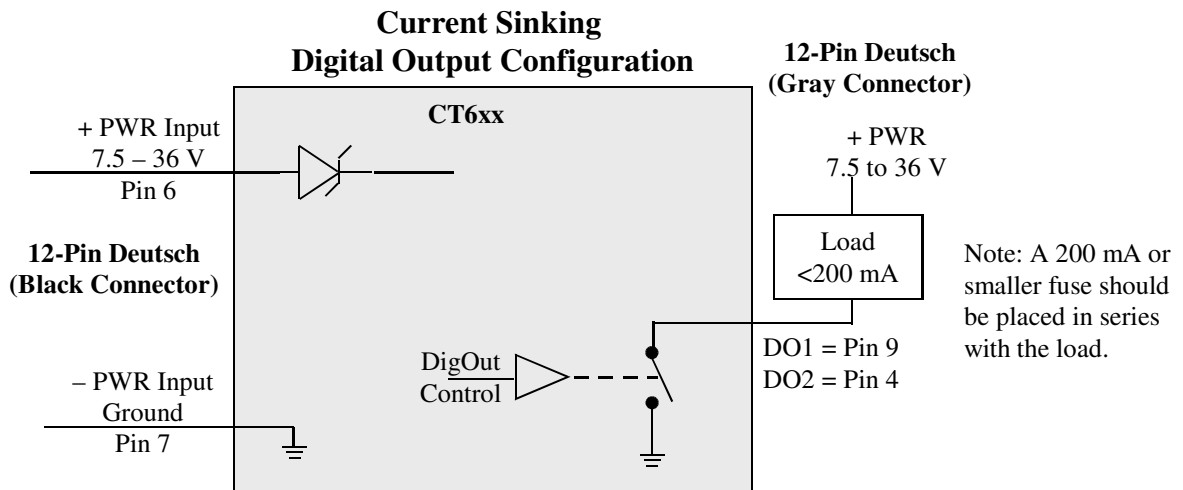 Current Sinking
Digital Output Configuration
12-Pin Deutsch
(Gray Connector)
CT6xx
+ PWR Input
7.5 – 36 V
Pin 6
+ PWR
7.5 to 36 V
12-Pin Deutsch
(Black Connector)
Load
<200 mA
Note: A 200 mA or
smaller fuse should
be placed in series
with the load.
DigOut
Control
DO1 = Pin 9
DO2 = Pin 4
– PWR Input
Ground
Pin 7